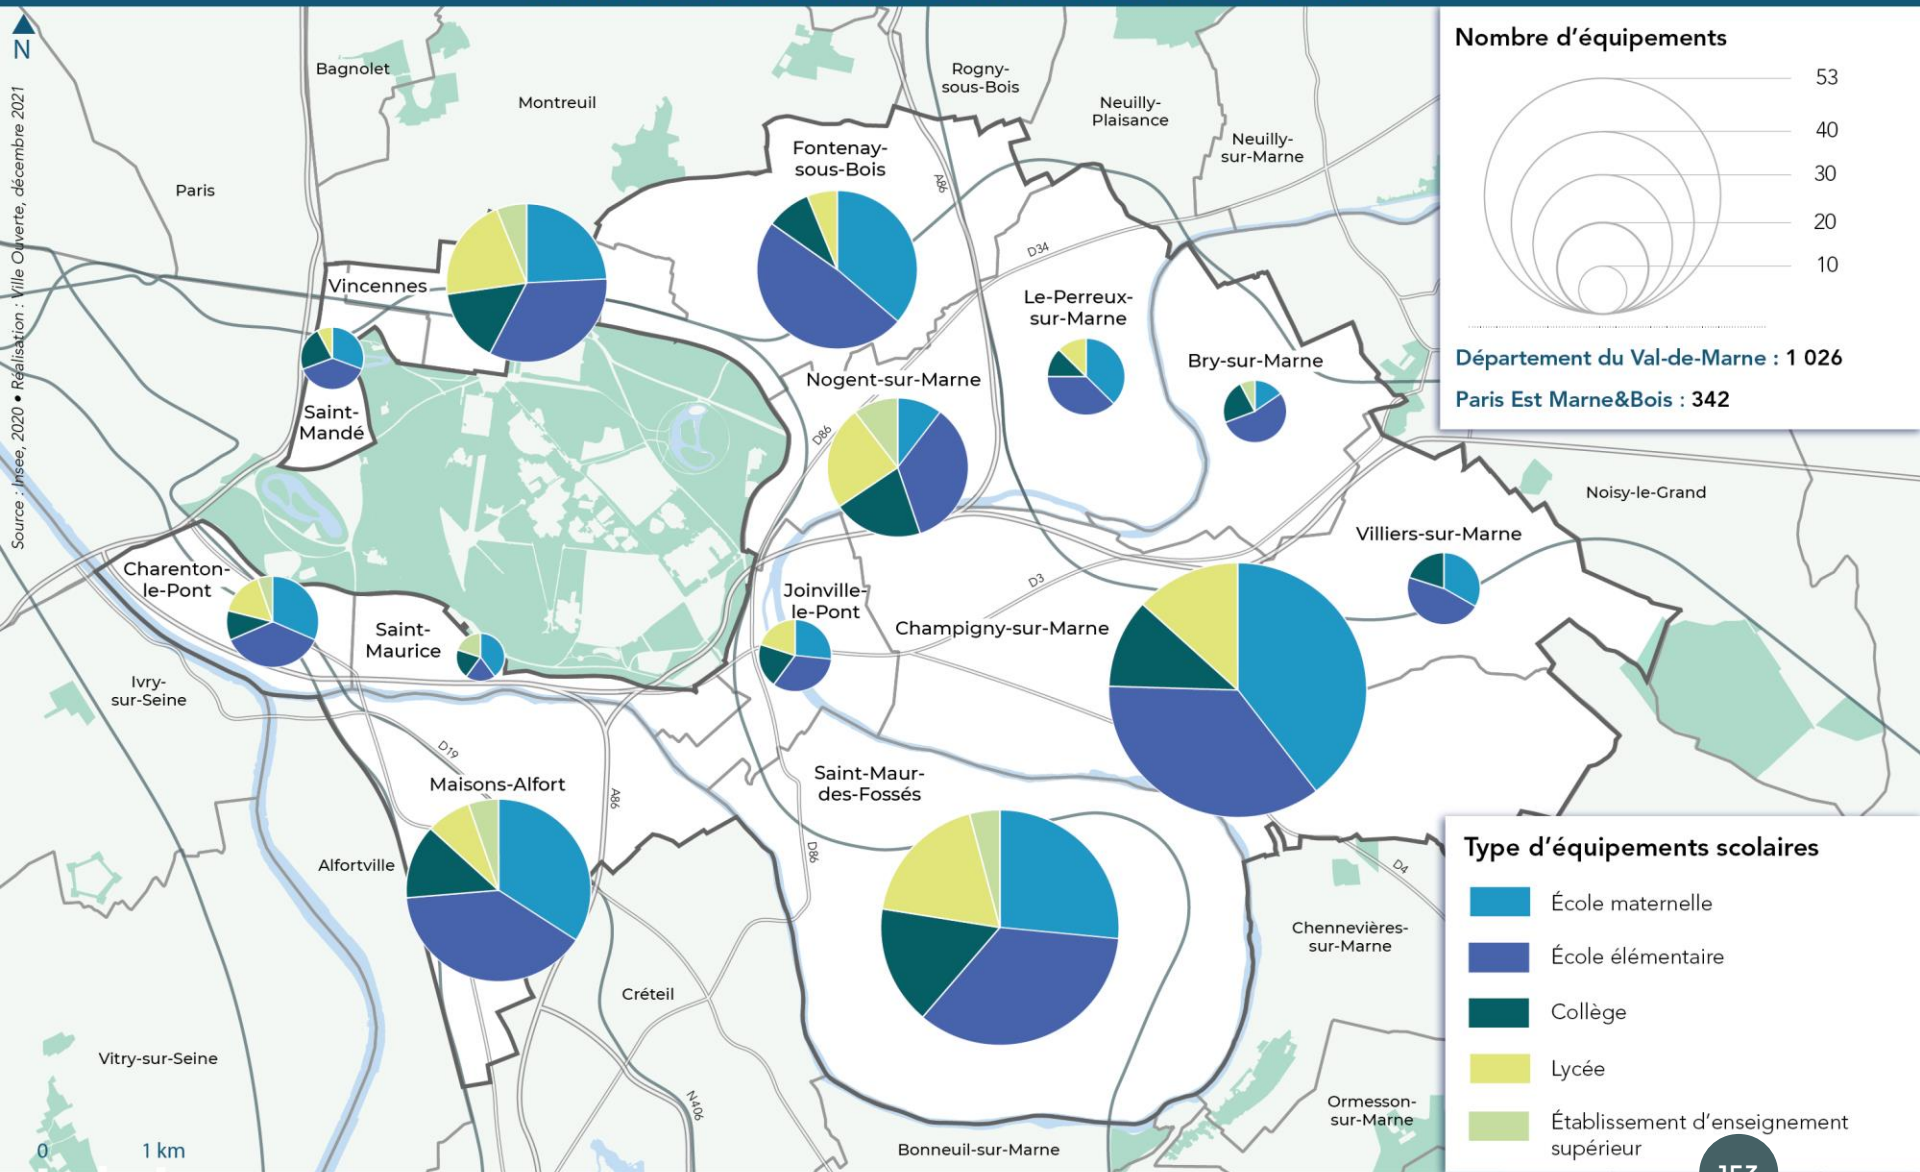 N
Source : Insee, 2020 • Réalisation : Ville Ouverte, décembre 2021
Bagnolet
Montreuil
Rogny-
sous-Bois
Neuilly-
Plaisance
Neuilly-
sur-Marne
Paris
Fontenay-
sous-Bois
A86
D34
Vincennes
Le-Perreux-
sur-Marne
Bry-sur-Marne
Nogent-sur-Marne
D86
Saint-
Mandé
Noisy-le-Grand
Villiers-sur-Marne
Charenton-
le-Pont
Joinville-
le-Pont
D3
Champigny-sur-Marne
Saint-
Maurice
Ivry-
sur-Seine
D19
Maisons-Alfort
A86
Saint-Maur-
des-Fossés
D86
Alfortville
D4
Chennevières-
sur-Marne
Créteil
Vitry-sur-Seine
N406
Ormesson-
sur-Marne
Bonneuil-sur-Marne
0 1 km
Nombre d'équipements
53
40
30
20
10
Département du Val-de-Marne : 1 026
Paris Est Marne&Bois : 342
Type d'équipements scolaires
École maternelle
École élémentaire
Collège
Lycée
Établissement d'enseignement
supérieur